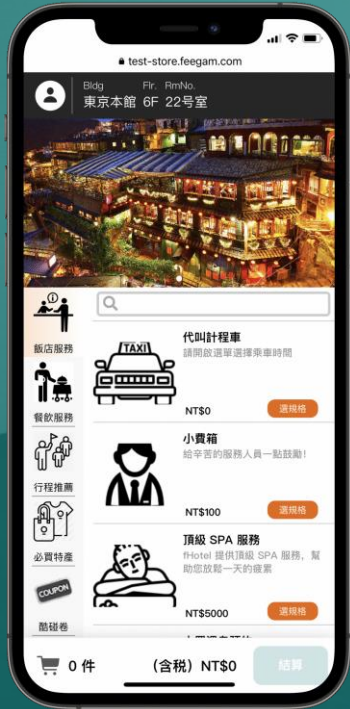 test-store.feegam.com
Bldg Flr. RmNo.
東京本館 6F 22号室
飯店服務
餐飲服務
行程推薦
必買特產
COUPON
酷碰卷
TAXI
代叫計程車
請開啟選單選擇乘車時間
NT$0
選規格
小費箱
給辛苦的服務人員一點鼓勵!
NT$100
選規格
頂級 SPA 服務
fHotel 提供頂級 SPA 服務, 幫
助您放鬆一天的疲累
NT$5000
選規格
0 件
(含税) NT$0
結算